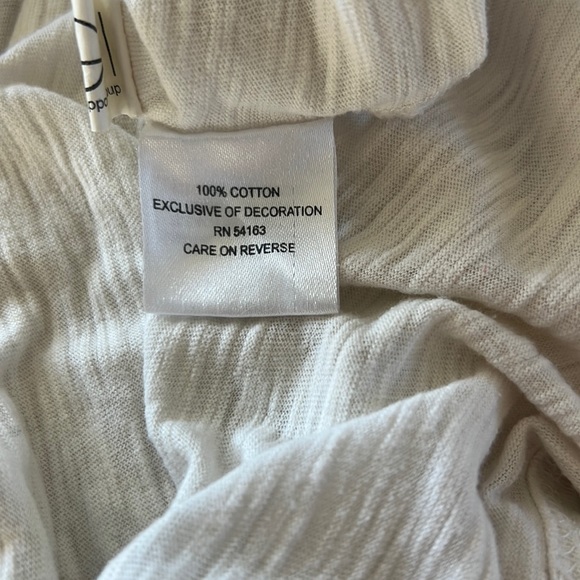 100% COTTON
EXCLUSIVE OF DECORATION
RN 54163
CARE ON REVERSE